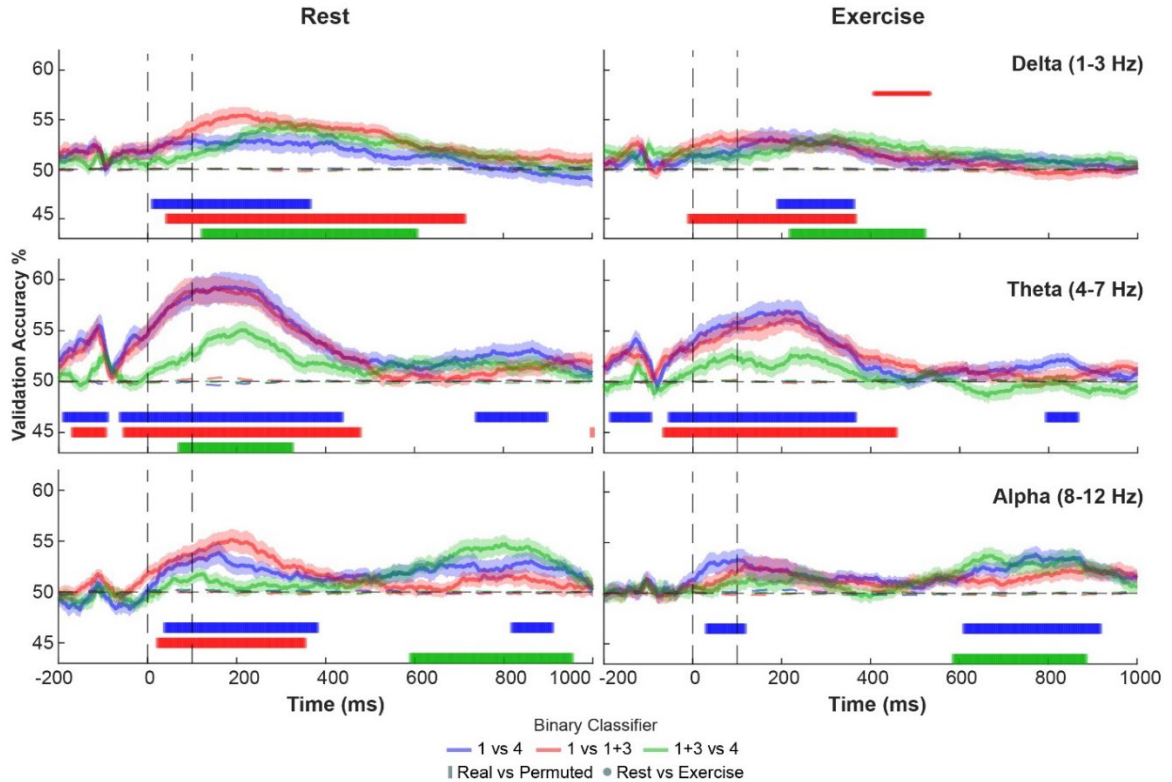 Rest Exercise
Delta (1-3 Hz)
60
55
50
45
Theta (4-7 Hz)
Validation Accuracy %
60
55
50
45
Alpha (8-12 Hz)
60
55
50
45
-200 0 200 400 600 800 1000 -200 0 200 400 600 800 1000
Time (ms) Time (ms)
Binary Classifier
1 vs 4 1 vs 1+3 1+3 vs 4
Real vs Permuted Rest vs Exercise